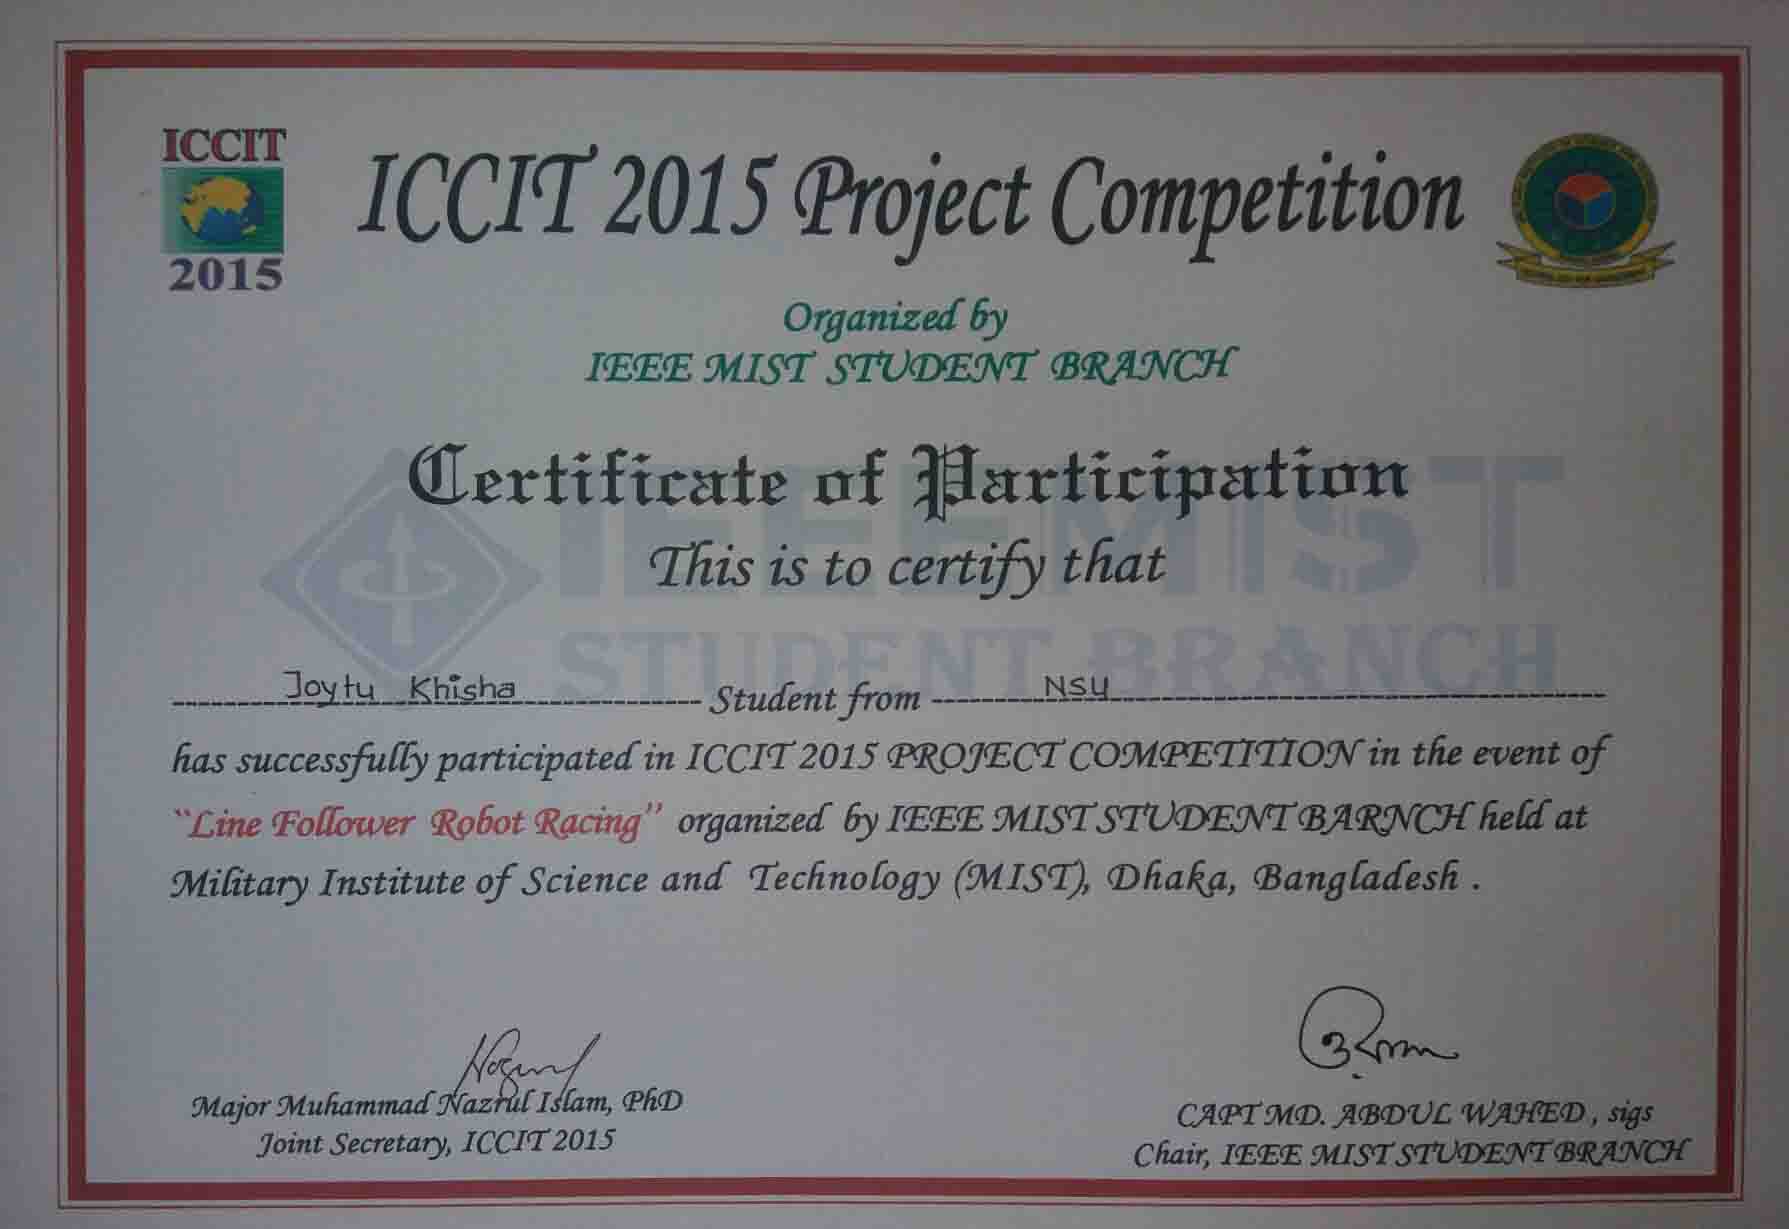 ICCIT
2015
ICCIT 2015 Project Competition
Organized by
IEEE MIST STUDENT BRANCH
Certificate of Participation
This is to certify that
IEEE MIST
STUDENT BRANCH
Joytu Khisha Student from NSU
has successfully participated in ICCIT 2015 PROJECT COMPETITION in the event of
“Line Follower Robot Racing” organized by IEEE MIST STUDENT BARNCH held at
Military Institute of Science and Technology (MIST), Dhaka, Bangladesh .
Major Muhammad Nazrul Islam, PhD
Joint Secretary, ICCIT 2015
CAPT MD. ABDUL WAHED , sigs
Chair, IEEE MIST STUDENT BRANCH